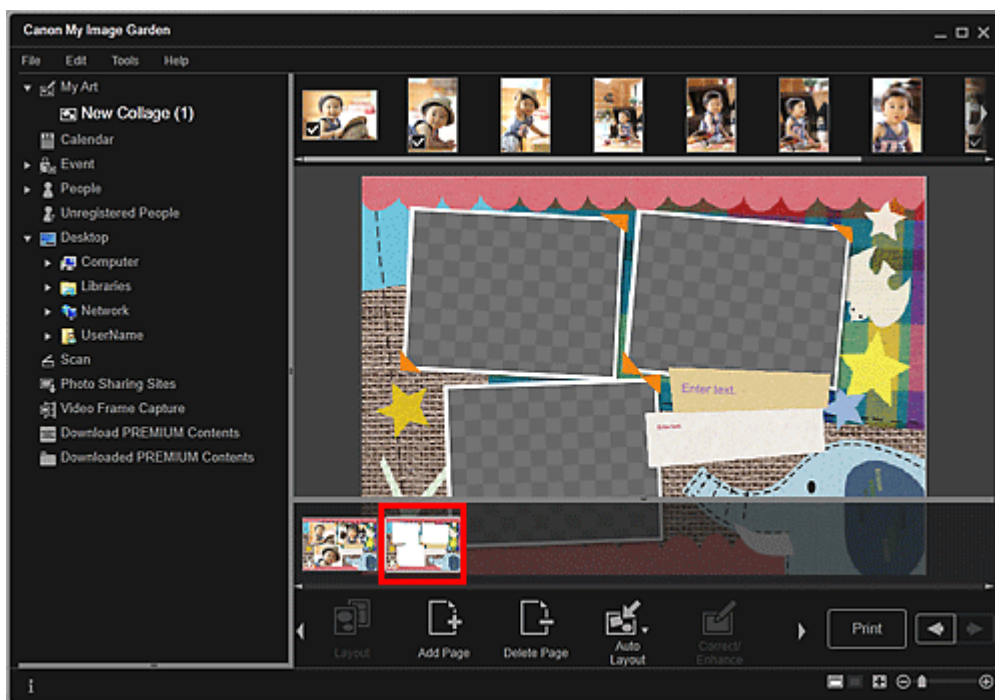 Canon My Image Garden
File Edit Tools Help
My Art
New Collage (1)
Calendar
Event
People
Unregistered People
Desktop
Computer
Libraries
Network
UserName
Scan
Photo Sharing Sites
Video Frame Capture
Download PREMIUM Contents
Downloaded PREMIUM Contents
Enter text.
Enter text.
Layout
Add Page
Delete Page
Auto
Layout
Correct/
Enhance
Print